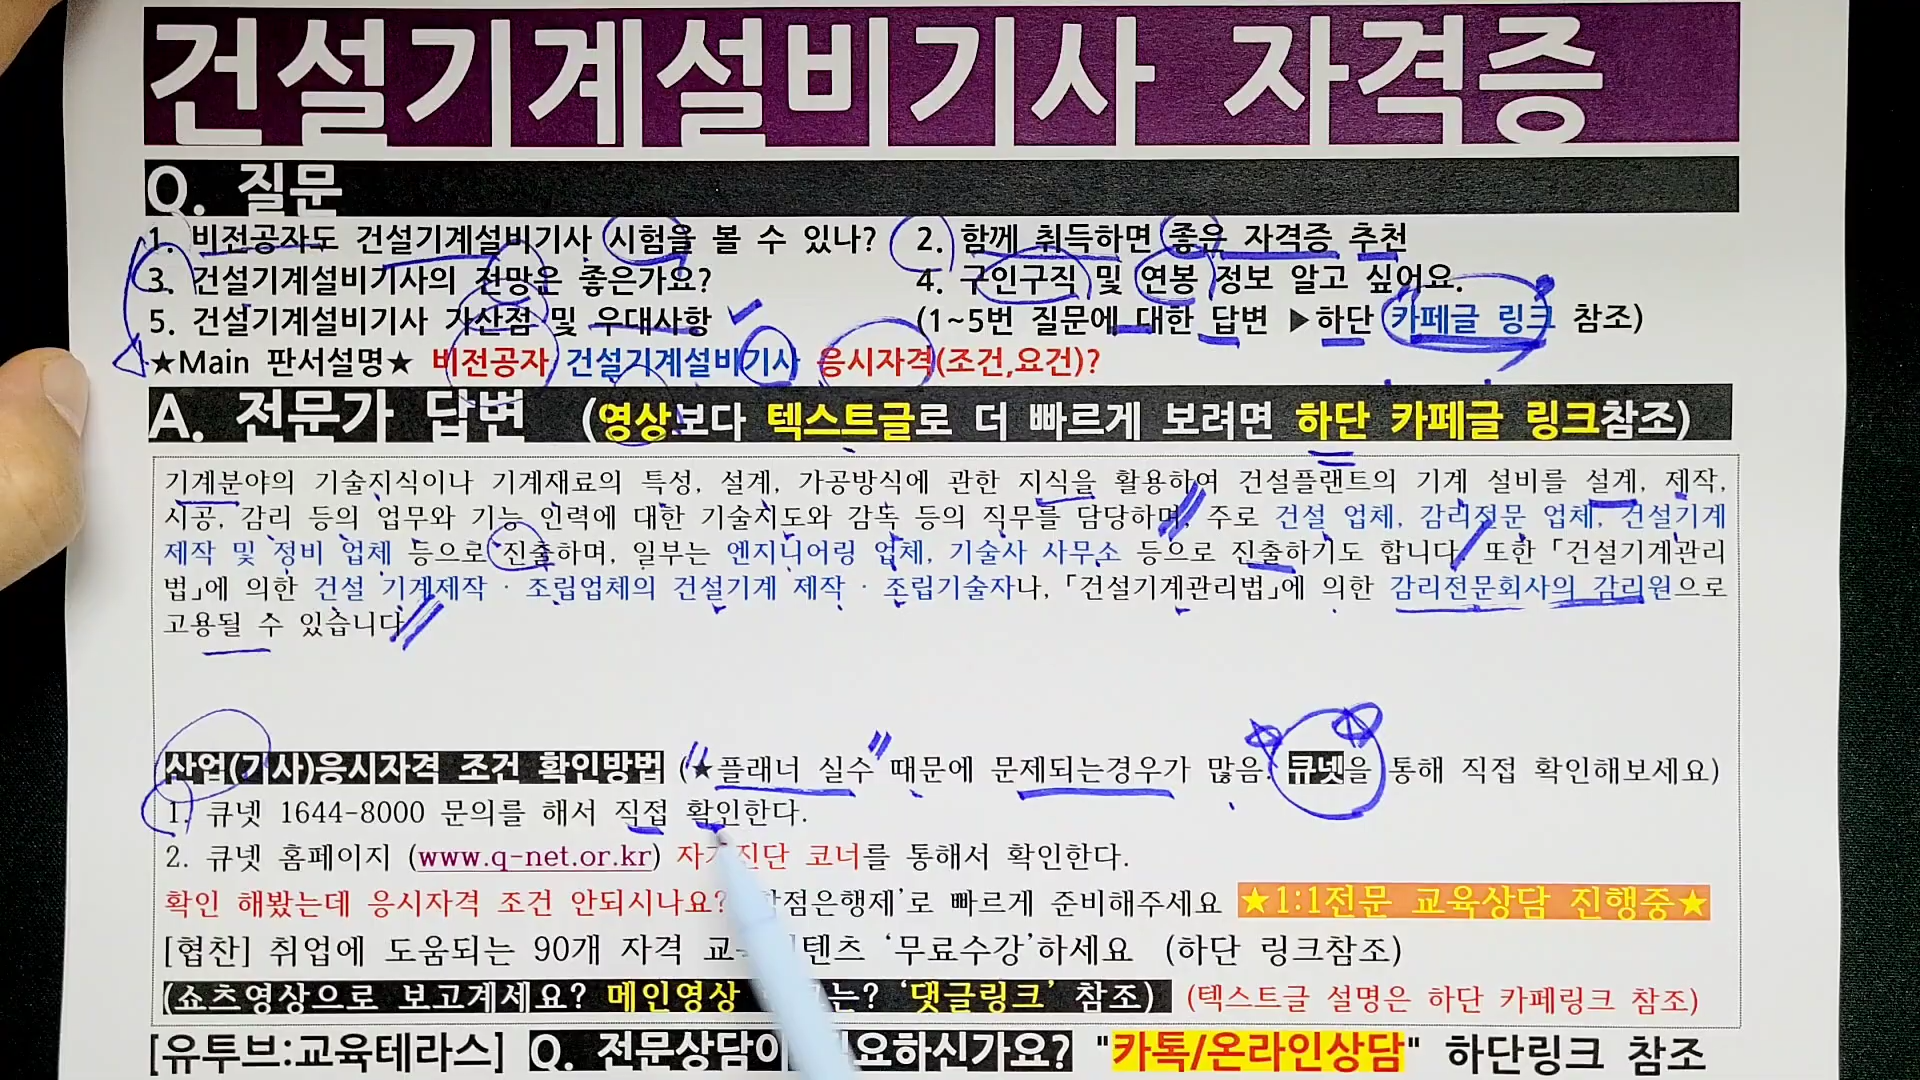 건설기계설비기사 자격증
Q. 질문
1. 비전공자도 건설기계설비기사 시험을 볼 수 있나? 2. 함께 취득하면 좋은 자격증 추천
3. 건설기계설비기사의 전망은 좋은가요? 4. 구인구직 및 연봉 정보 알고 싶어요.
5. 건설기계설비기사 가산점 및 우대사항 (1~5번 질문에 대한 답변 ▶하단 카페글 링크 참조)
★Main 판서설명★ 비전공자 건설기계설비기사 응시자격(조건,요건)?
A. 전문가 답변 (영상보다 텍스트글로 더 빠르게 보려면 하단 카페글 링크참조)
기계분야의 기술지식이나 기계재료의 특성, 설계, 가공방식에 관한 지식을 활용하여 건설플랜트의 기계 설비를 설계, 제작,
시공, 감리 등의 업무와 기능 인력에 대한 기술지도와 감독 등의 직무를 담당하며, 주로 건설 업체, 감리전문 업체, 건설기계
제작 및 정비 업체 등으로 진출하며, 일부는 엔지니어링 업체, 기술사 사무소 등으로 진출하기도 합니다. 또한 「건설기계관리
법」에 의한 건설 기계제작 · 조립업체의 건설기계 제작 · 조립기술자나, 「건설기계관리법」에 의한 감리전문회사의 감리원으로
고용될 수 있습니다.
산업(기사)응시자격 조건 확인방법 (★플래너 실수 때문에 문제되는경우가 많음. 큐넷을 통해 직접 확인해보세요)
1. 큐넷 1644-8000 문의를 해서 직접 확인한다.
2. 큐넷 홈페이지 (www.q-net.or.kr) 자기진단 코너를 통해서 확인한다.
확인 해봤는데 응시자격 조건 안되시나요? '학점은행제'로 빠르게 준비해주세요 ★1:1전문 교육상담 진행중★
[협찬] 취업에 도움되는 90개 자격 '무료수강'하세요 (하단 링크참조)
(쇼츠영상으로 보고계세요? 메인영상 '댓글링크' 참조) (텍스트글 설명은 하단 카페링크 참조)
[유투브:교육테라스] Q. 전문상담이 필요하신가요? "카톡/온라인상담" 하단링크 참조